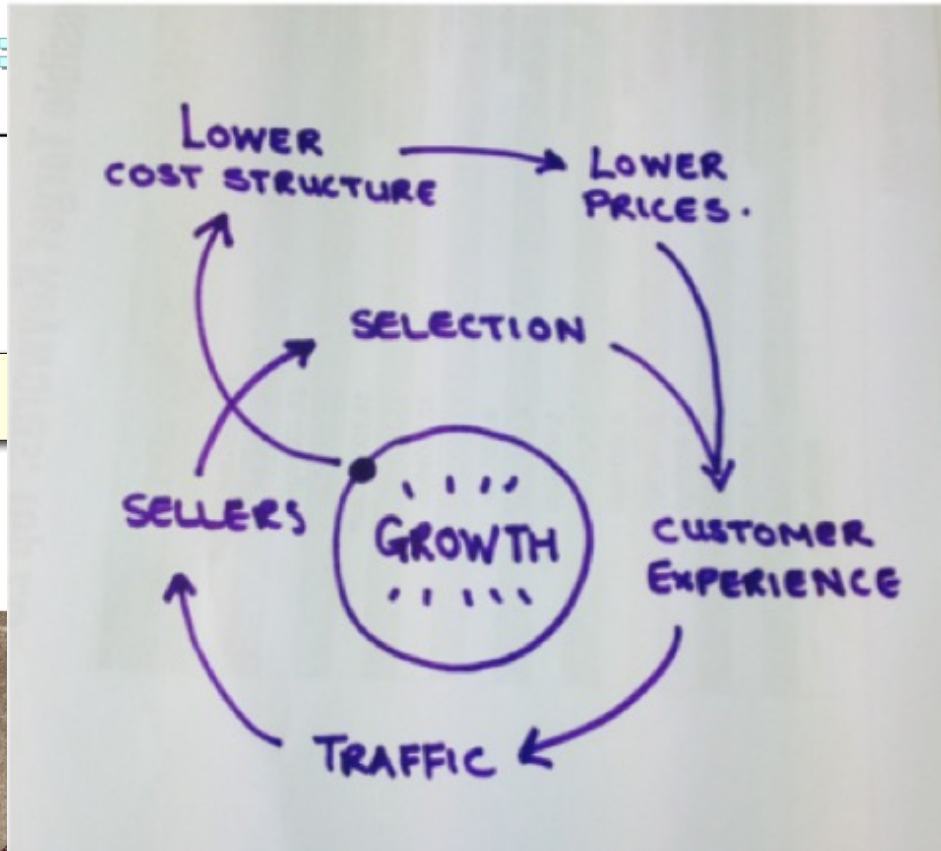 LOWER
COST STRUCTURE
LOWER
PRICES.
SELECTION
SELLERS
GROWTH
CUSTOMER
EXPERIENCE
TRAFFIC